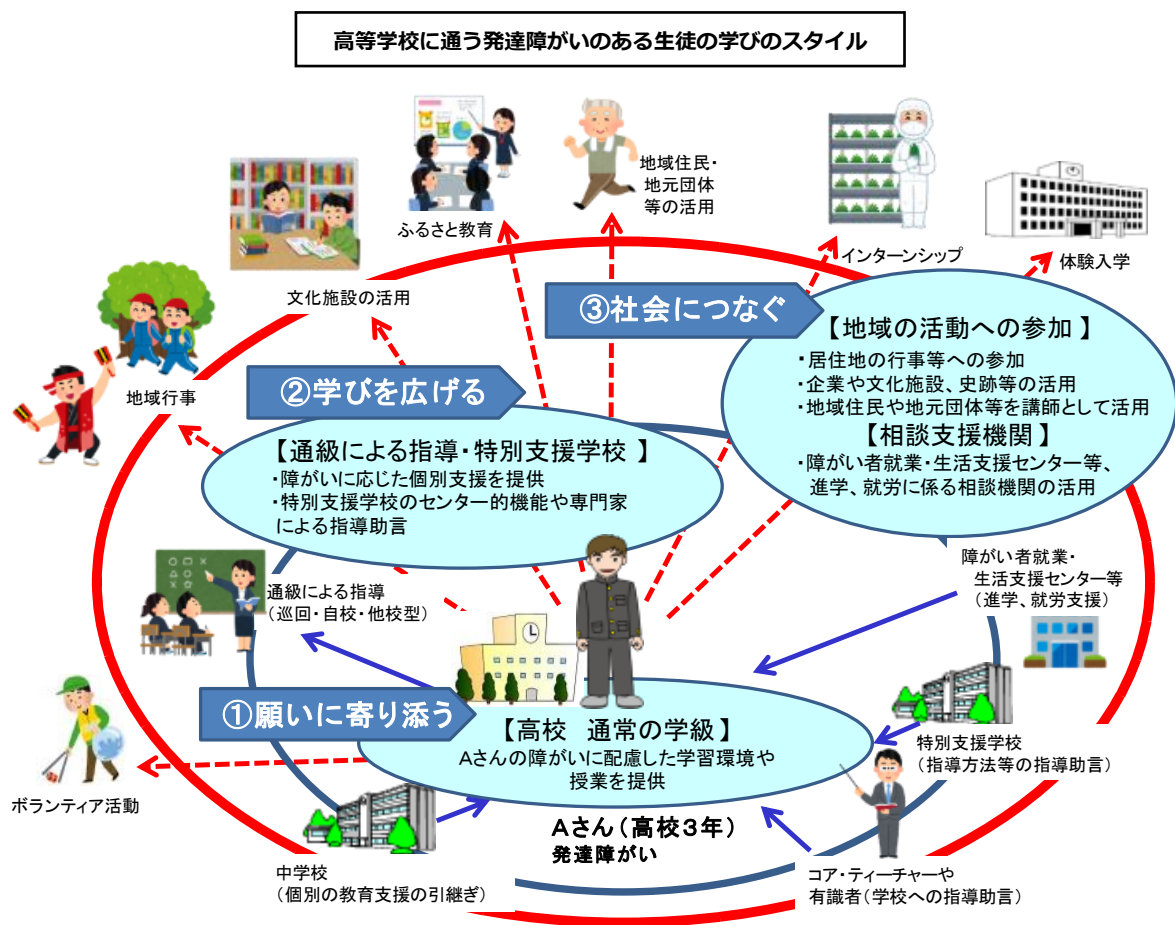 高等学校に通う発達障がいのある生徒の学びのスタイル
地域住民・
地元団体
等の活用
ふるさと教育
インターンシップ
体験入学
文化施設の活用
地域行事
③社会につなぐ
【地域の活動への参加】
・居住地の行事等への参加
・企業や文化施設、史跡等の活用
・地域住民や地元団体等を講師として活用
【相談支援機関】
・障がい者就業・生活支援センター等、
進学、就労に係る相談機関の活用
②学びを広げる
【通級による指導・特別支援学校】
・障がいに応じた個別支援を提供
・特別支援学校のセンター的機能や専門家
による指導助言
通級による指導
（巡回・自校・他校型）
障がい者就業・
生活支援センター等
（進学、就労支援）
①願いに寄り添う
【高校　通常の学級】
Aさんの障がいに配慮した学習環境や
授業を提供
特別支援学校
（指導方法等の指導助言）
ボランティア活動
Aさん（高校３年）
発達障がい
中学校
（個別の教育支援の引継ぎ）
コア・ティーチャーや
有識者（学校への指導助言）